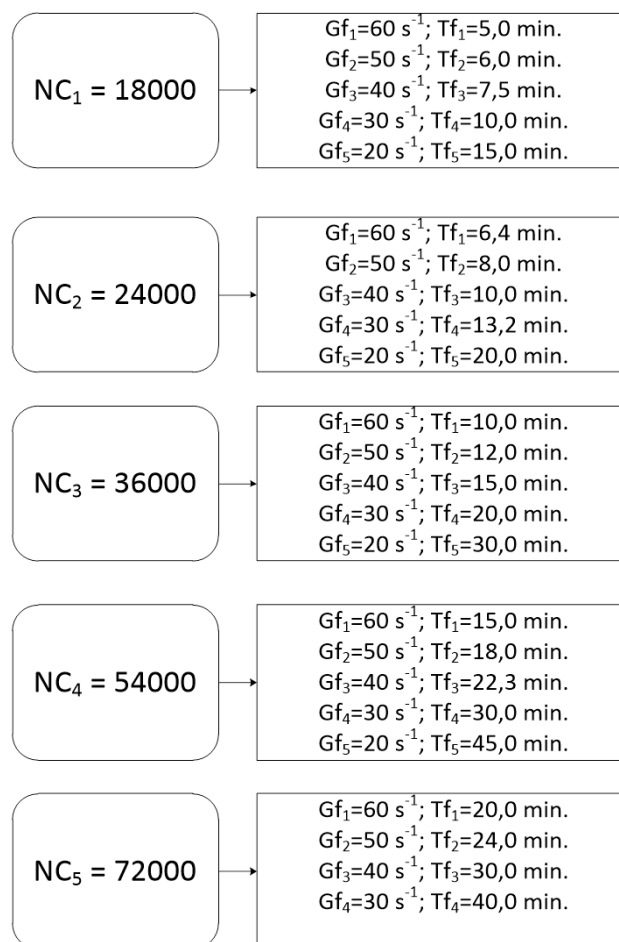 NC₁ = 18000
Gf₁=60 s⁻¹; Tf₁=5,0 min.
Gf₂=50 s⁻¹; Tf₂=6,0 min.
Gf₃=40 s⁻¹; Tf₃=7,5 min.
Gf₄=30 s⁻¹; Tf₄=10,0 min.
Gf₅=20 s⁻¹; Tf₅=15,0 min.
NC₂ = 24000
Gf₁=60 s⁻¹; Tf₁=6,4 min.
Gf₂=50 s⁻¹; Tf₂=8,0 min.
Gf₃=40 s⁻¹; Tf₃=10,0 min.
Gf₄=30 s⁻¹; Tf₄=13,2 min.
Gf₅=20 s⁻¹; Tf₅=20,0 min.
NC₃ = 36000
Gf₁=60 s⁻¹; Tf₁=10,0 min.
Gf₂=50 s⁻¹; Tf₂=12,0 min.
Gf₃=40 s⁻¹; Tf₃=15,0 min.
Gf₄=30 s⁻¹; Tf₄=20,0 min.
Gf₅=20 s⁻¹; Tf₅=30,0 min.
NC₄ = 54000
Gf₁=60 s⁻¹; Tf₁=15,0 min.
Gf₂=50 s⁻¹; Tf₂=18,0 min.
Gf₃=40 s⁻¹; Tf₃=22,3 min.
Gf₄=30 s⁻¹; Tf₄=30,0 min.
Gf₅=20 s⁻¹; Tf₅=45,0 min.
NC₅ = 72000
Gf₁=60 s⁻¹; Tf₁=20,0 min.
Gf₂=50 s⁻¹; Tf₂=24,0 min.
Gf₃=40 s⁻¹; Tf₃=30,0 min.
Gf₄=30 s⁻¹; Tf₄=40,0 min.